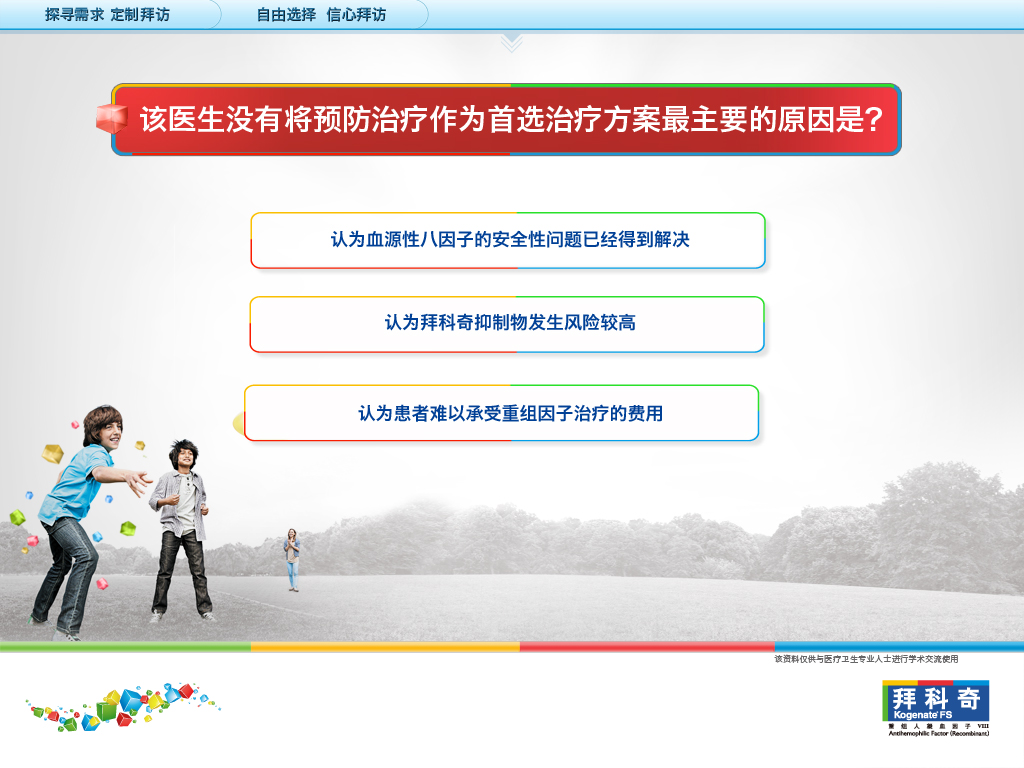 探寻需求 定制拜访
自由选择 信心拜访
该医生没有将预防治疗作为首选治疗方案最主要的原因是?
认为血源性八因子的安全性问题已经得到解决
认为拜科奇抑制物发生风险较高
认为患者难以承受重组因子治疗的费用
该资料仅供与医疗卫生专业人士进行学术交流使用
拜科奇
Kogenate® FS
重组人凝血因子 VIII
Antihemophilic Factor (Recombinant)